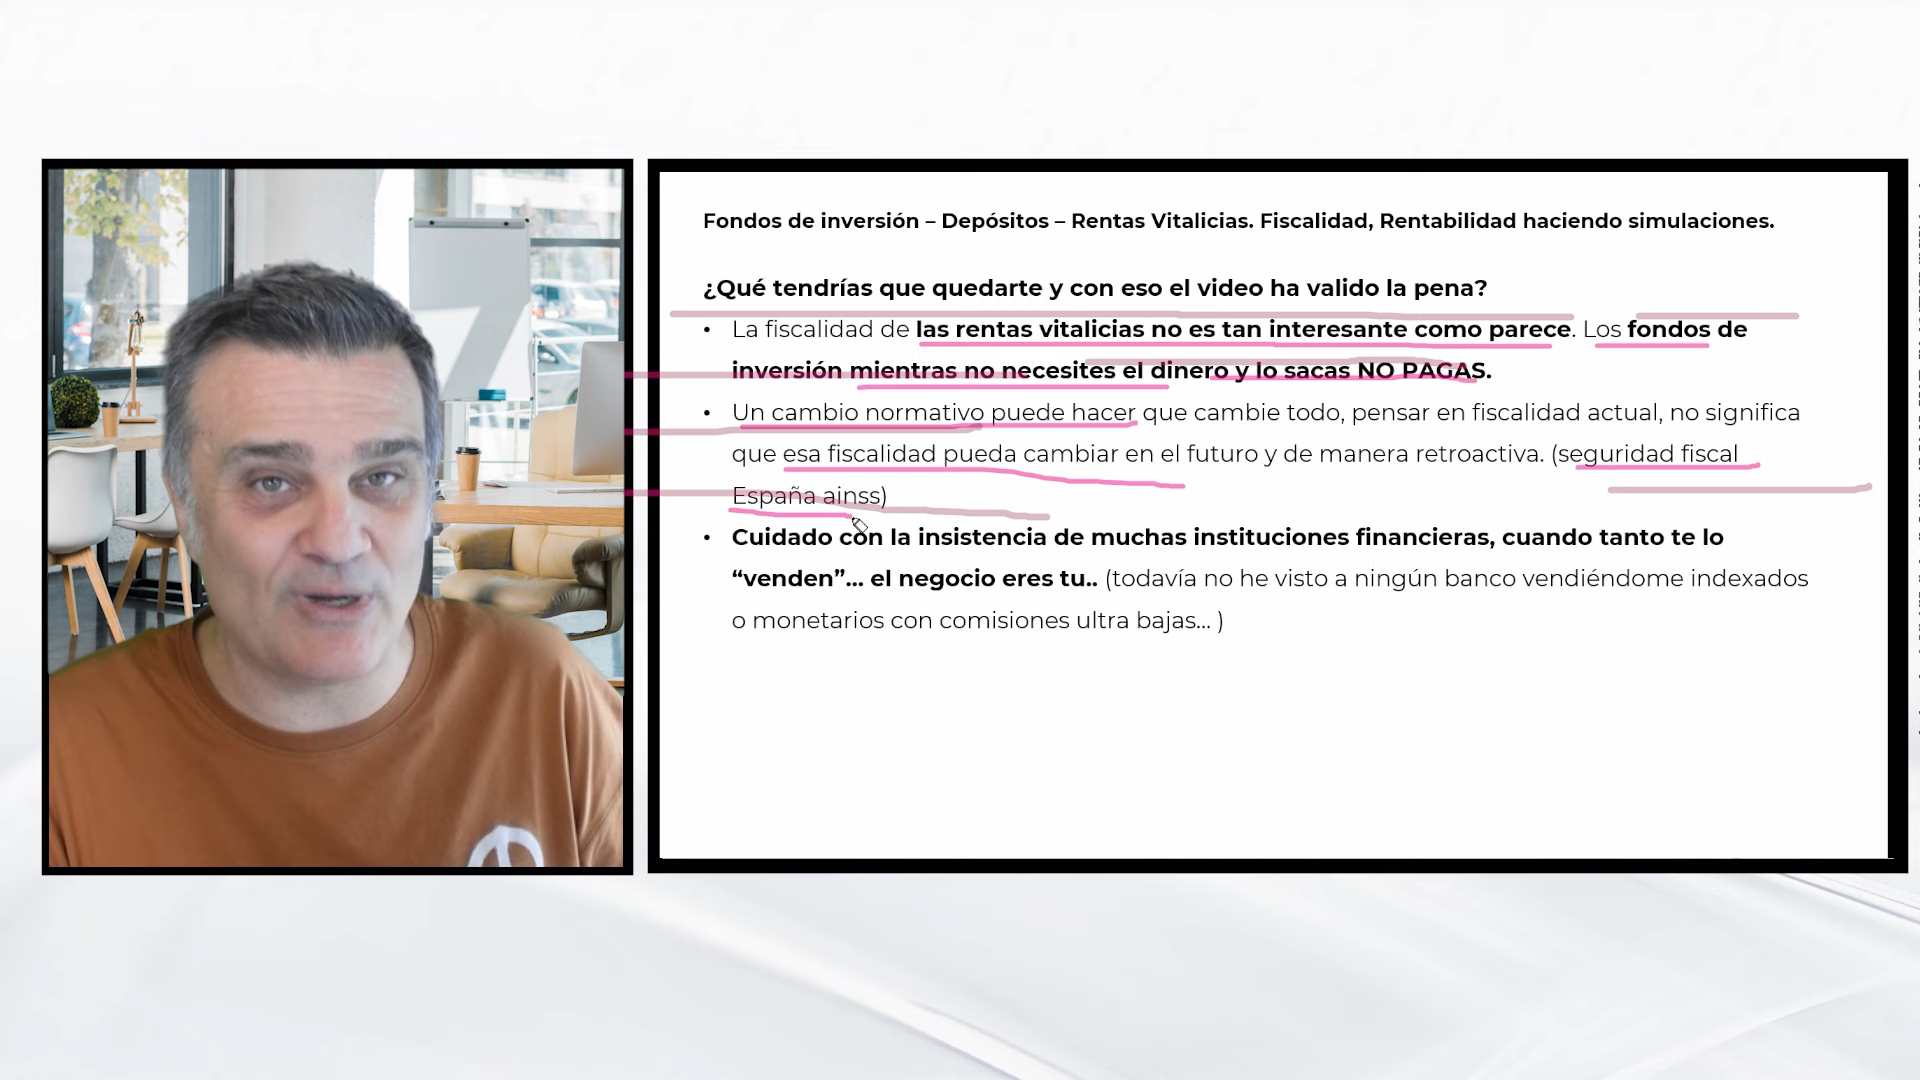 Fondos de inversión – Depósitos – Rentas Vitalicias. Fiscalidad, Rentabilidad haciendo simulaciones.
¿Qué tendrías que quedarte y con eso el video ha valido la pena?
• La fiscalidad de las rentas vitalicias no es tan interesante como parece. Los fondos de
inversión mientras no necesites el dinero y lo sacas NO PAGAS.
• Un cambio normativo puede hacer que cambie todo, pensar en fiscalidad actual, no significa
que esa fiscalidad pueda cambiar en el futuro y de manera retroactiva. (seguridad fiscal
España ainss)
• Cuidado con la insistencia de muchas instituciones financieras, cuando tanto te lo
“venden”… el negocio eres tu.. (todavía no he visto a ningún banco vendiéndome indexados
o monetarios con comisiones ultra bajas… )